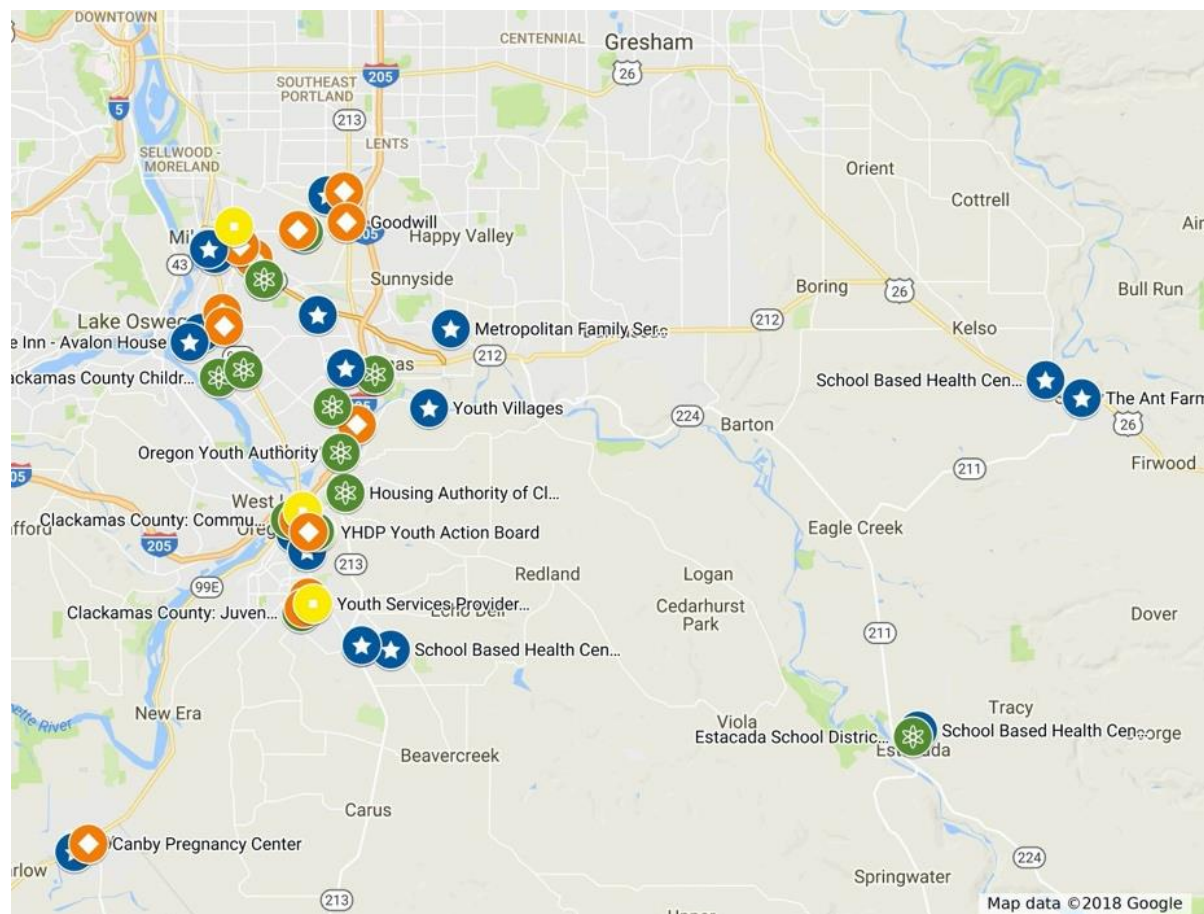 DOWNTOWN
CENTENNIAL
Gresham
26
205
5
SOUTHEAST
PORTLAND
213
LENTS
SELLWOOD -
MORELAND
Orient
Cottrell
Goodwill
Happy Valley
43
Sunnyside
Boring
26
Bull Run
Lake Osweg
212
Kelso
Metropolitan Family Ser...
e Inn - Avalon House
212
School Based Health Cen...
The Ant Farm
ackamas County Childr...
Youth Villages
224
Barton
26
Oregon Youth Authority
211
Firwood
Housing Authority of Cl...
Clackamas County: Commu...
YHDP Youth Action Board
Eagle Creek
205
213
Redland
Logan
99E
Cedarhurst
Park
Dover
Youth Services Provider...
Clackamas County: Juven...
211
School Based Health Cen...
New Era
Viola
Tracy
Estacada School Distric...
School Based Health Cen...
Beavercreek
Carus
Canby Pregnancy Center
Springwater
224
213
Map data ©2018 Google